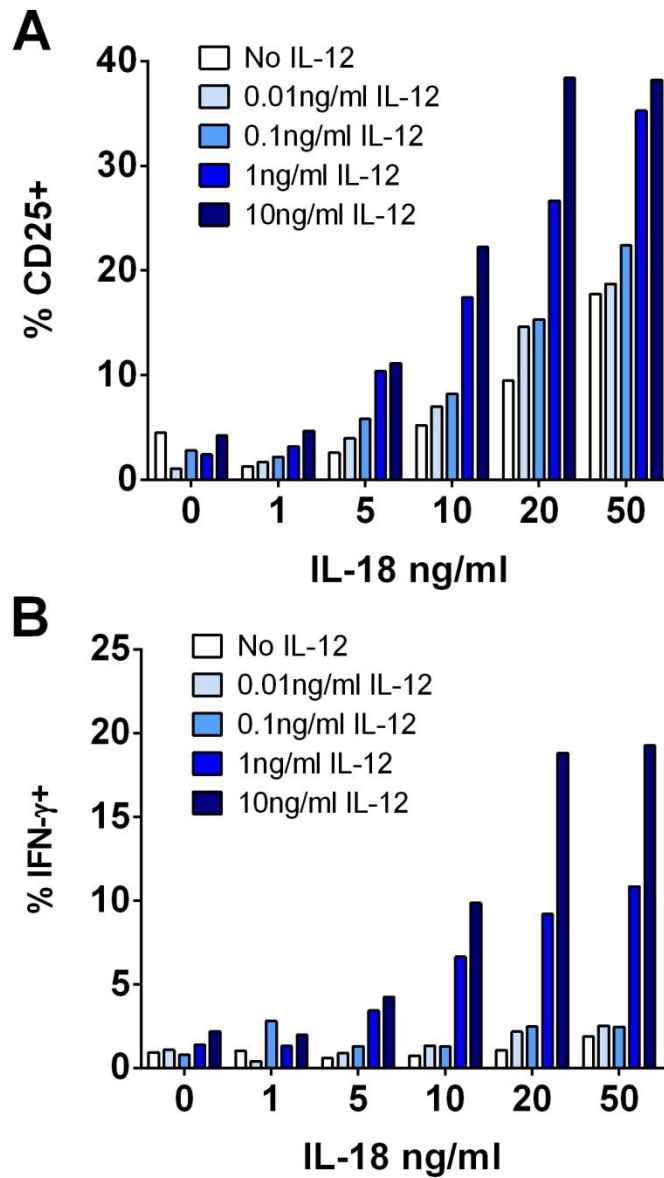 A
No IL-12
0.01ng/ml IL-12
0.1ng/ml IL-12
1ng/ml IL-12
10ng/ml IL-12
40
30
20
10
0
% CD25+
0 1 5 10 20 50
IL-18 ng/ml
B
No IL-12
0.01ng/ml IL-12
0.1ng/ml IL-12
1ng/ml IL-12
10ng/ml IL-12
25
20
15
10
5
0
% IFN-γ+
0 1 5 10 20 50
IL-18 ng/ml